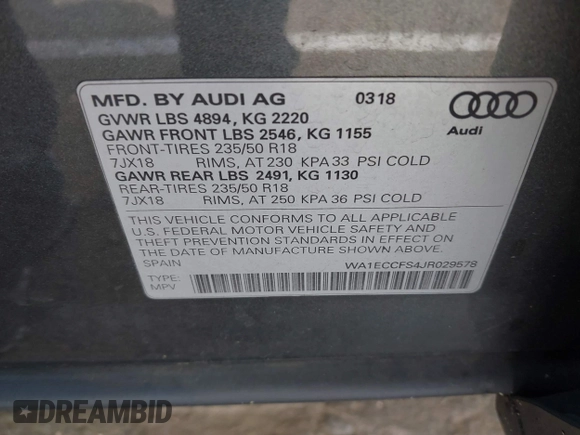 MFD. BY AUDI AG 0318
GVWR LBS 4894, KG 2220
GAWR FRONT LBS 2546, KG 1155
FRONT-TIRES 235/50 R18
7JX18 RIMS, AT 230 KPA 33 PSI COLD
GAWR REAR LBS 2491, KG 1130
REAR-TIRES 235/50 R18
7JX18 RIMS, AT 250 KPA 36 PSI COLD
Audi
THIS VEHICLE CONFORMS TO ALL APPLICABLE
U.S. FEDERAL MOTOR VEHICLE SAFETY AND
THEFT PREVENTION STANDARDS IN EFFECT ON
THE DATE OF MANUFACTURE SHOWN ABOVE.
SPAIN WA1ECCFS4JR029578
TYPE:
MPV
DREAMBID